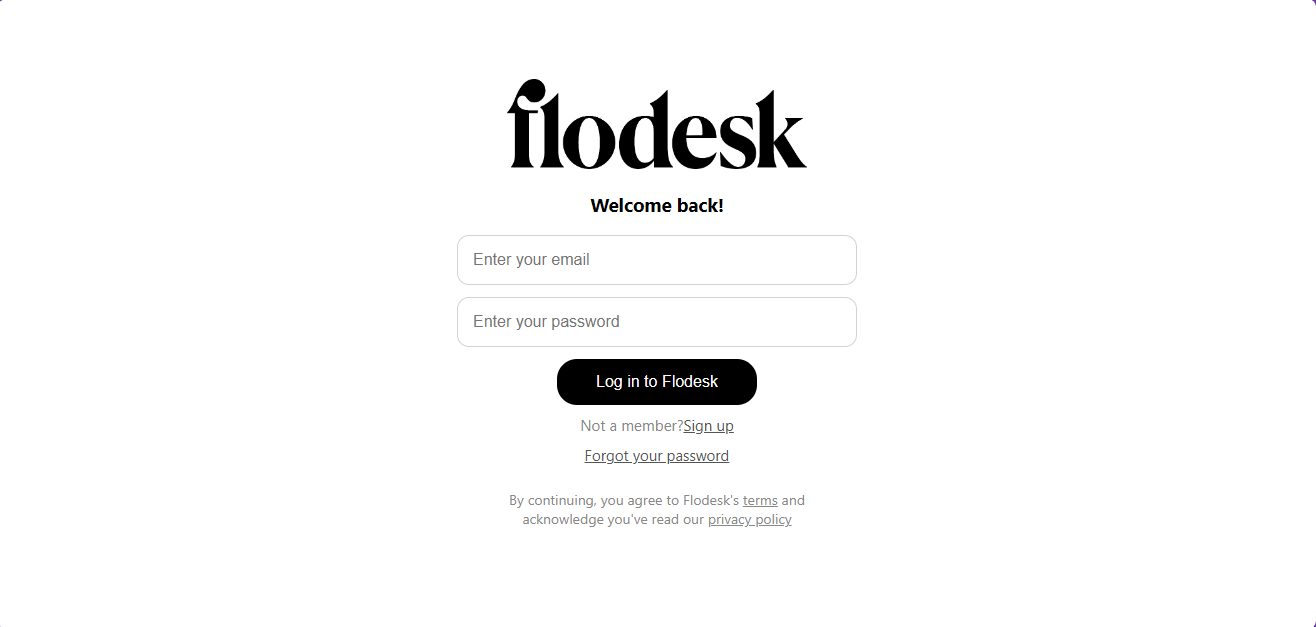 flodesk
Welcome back!
Enter your email
Enter your password
Log in to Flodesk
Not a member?Sign up
Forgot your password
By continuing, you agree to Flodesk's terms and
acknowledge you've read our privacy policy